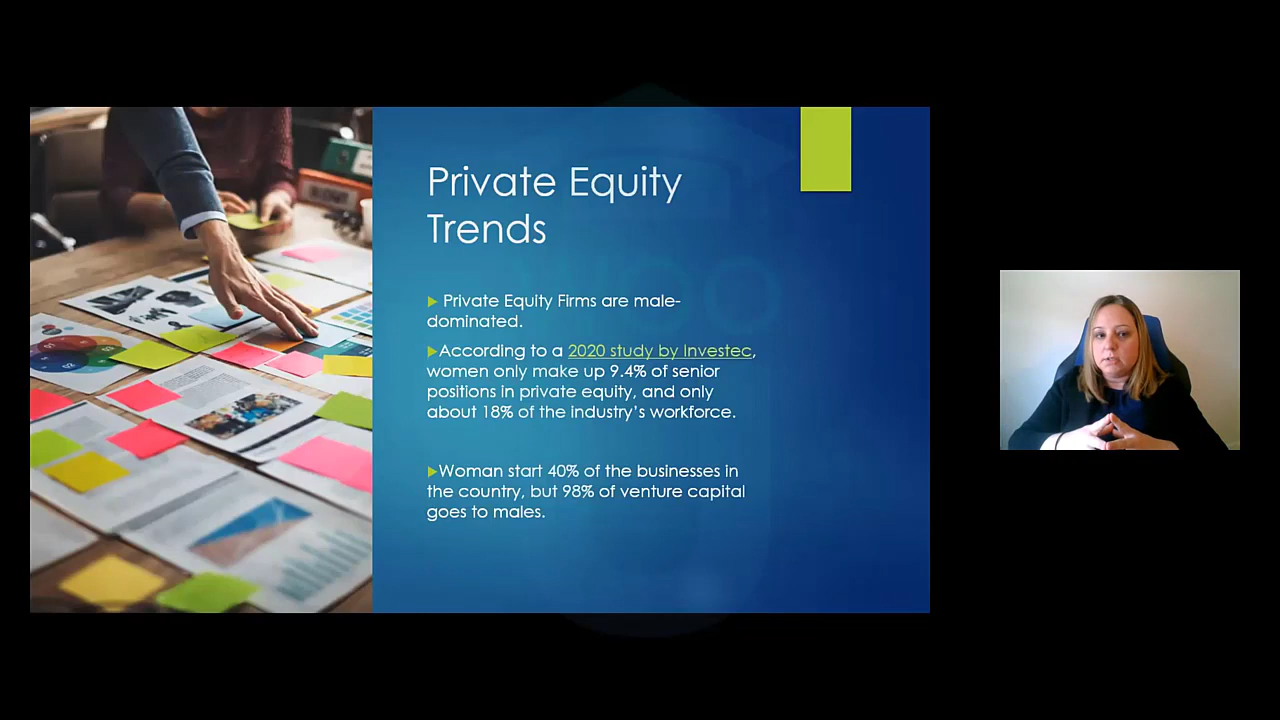 Private Equity
Trends
▶ Private Equity Firms are male-
dominated.
▶According to a 2020 study by Investec,
women only make up 9.4% of senior
positions in private equity, and only
about 18% of the industry’s workforce.
▶Woman start 40% of the businesses in
the country, but 98% of venture capital
goes to males.